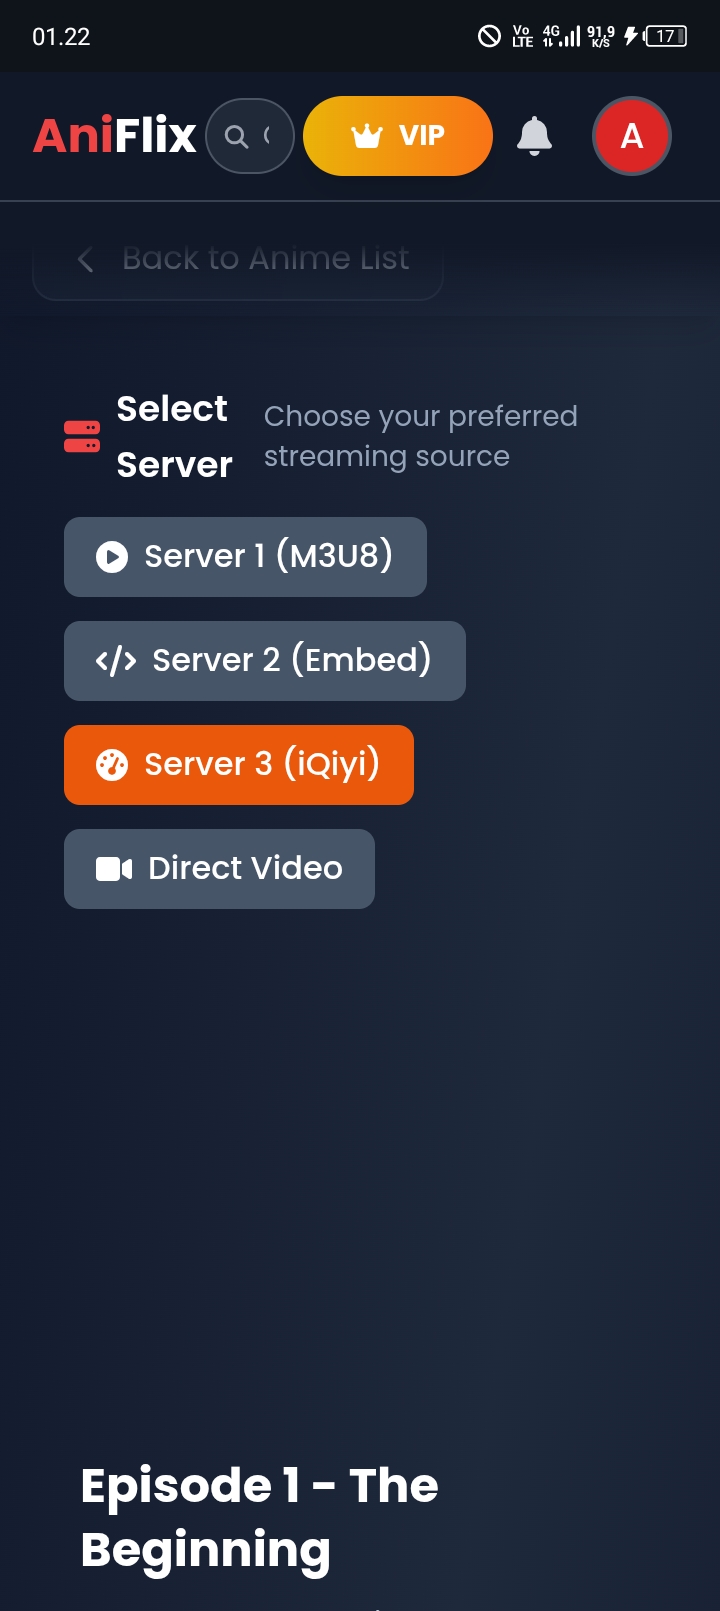 01.22
Vo LTE 4G 91,9 K/S 17
AniFlix
VIP
A
Back to Anime List
Select
Server
Choose your preferred
streaming source
Server 1 (M3U8)
Server 2 (Embed)
Server 3 (iQiyi)
Direct Video
Episode 1 - The
Beginning